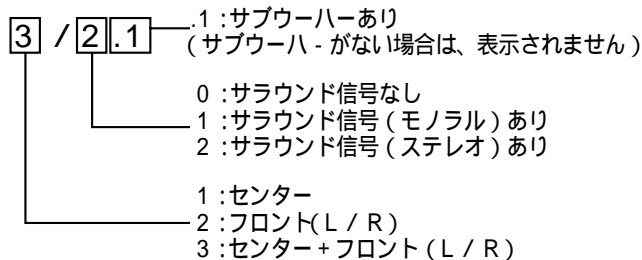 3 / 2 .1
.1 :サブウーハーあり
( サブウーハ - がない場合は、表示されません )
0 :サラウンド信号なし
1 :サラウンド信号 ( モノラル ) あり
2 :サラウンド信号 ( ステレオ ) あり
1 :センター
2 :フロント( L / R )
3 :センター + フロント ( L / R )